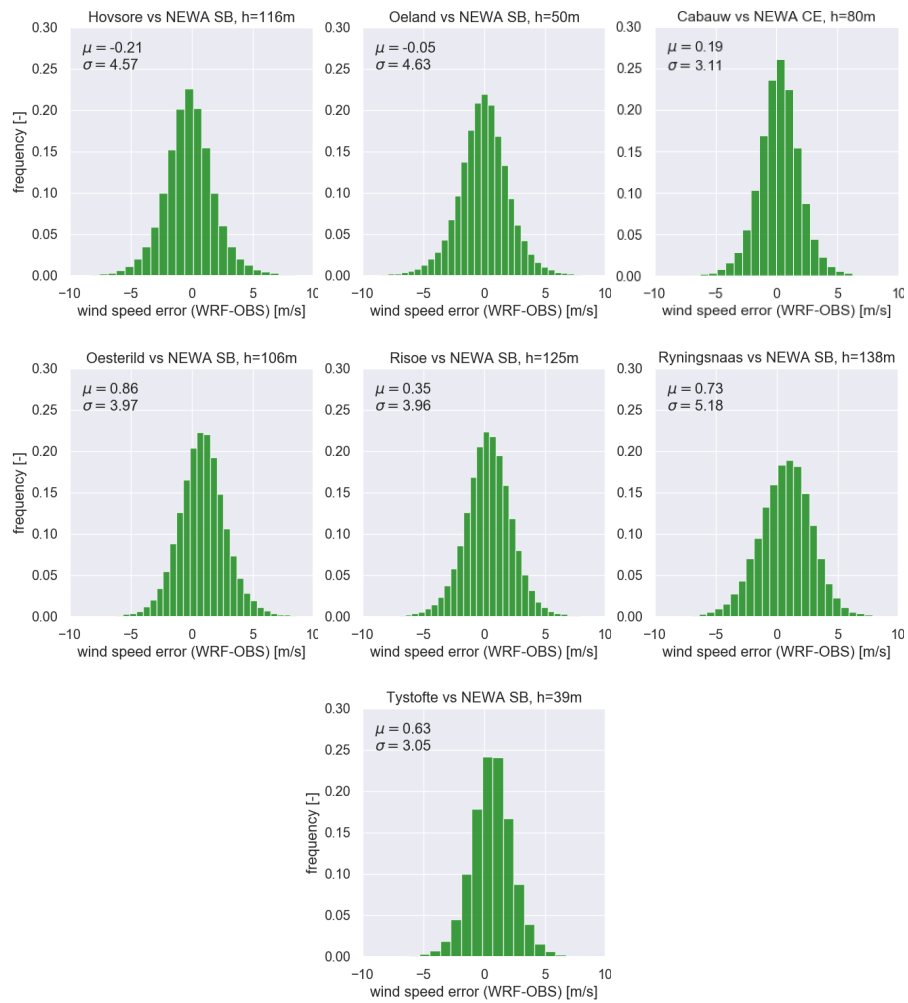 Hovsore vs NEWA SB, h=116m
μ = -0.21
σ = 4.57
frequency [-]
0.30
0.25
0.20
0.15
0.10
0.05
0.00
−10 −5 0 5 10
wind speed error (WRF-OBS) [m/s]
Oeland vs NEWA SB, h=50m
μ = -0.05
σ = 4.63
0.30
0.25
0.20
0.15
0.10
0.05
0.00
−10 −5 0 5 10
wind speed error (WRF-OBS) [m/s]
Cabauw vs NEWA CE, h=80m
μ = 0.19
σ = 3.11
0.30
0.25
0.20
0.15
0.10
0.05
0.00
−10 −5 0 5 10
wind speed error (WRF-OBS) [m/s]
Oesterild vs NEWA SB, h=106m
μ = 0.86
σ = 3.97
frequency [-]
0.30
0.25
0.20
0.15
0.10
0.05
0.00
−10 −5 0 5 10
wind speed error (WRF-OBS) [m/s]
Risoe vs NEWA SB, h=125m
μ = 0.35
σ = 3.96
0.30
0.25
0.20
0.15
0.10
0.05
0.00
−10 −5 0 5 10
wind speed error (WRF-OBS) [m/s]
Ryningsnaas vs NEWA SB, h=138m
μ = 0.73
σ = 5.18
0.30
0.25
0.20
0.15
0.10
0.05
0.00
−10 −5 0 5 10
wind speed error (WRF-OBS) [m/s]
Tystofte vs NEWA SB, h=39m
μ = 0.63
σ = 3.05
frequency [-]
0.30
0.25
0.20
0.15
0.10
0.05
0.00
−10 −5 0 5 10
wind speed error (WRF-OBS) [m/s]